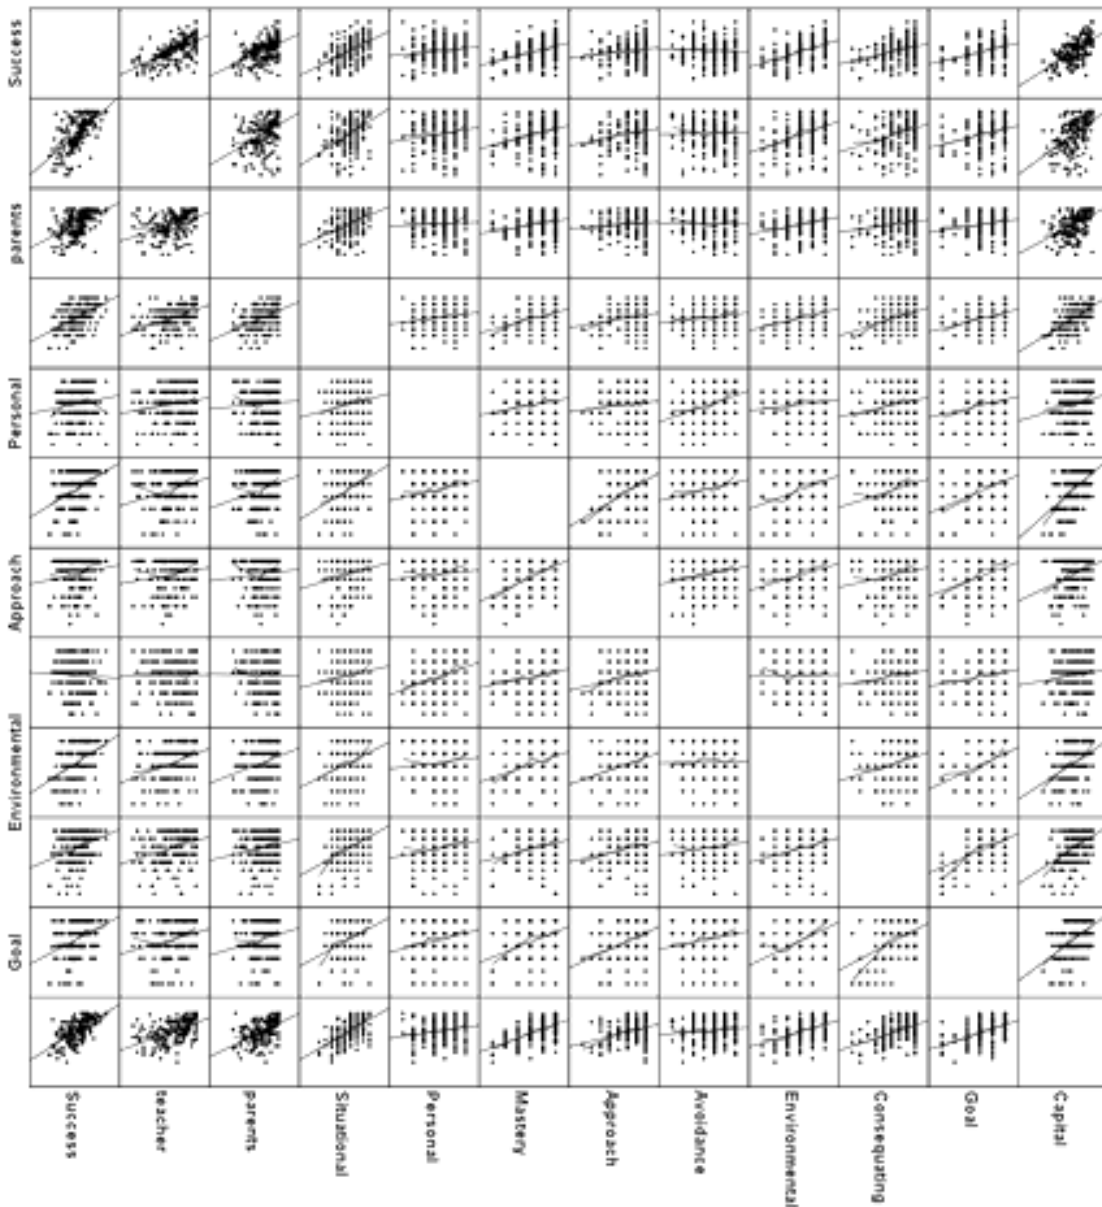 Success
parents
Personal
Approach
Environmental
Goal
Success
teacher
parents
Situational
Personal
Mastery
Approach
Avoidance
Environmental
Consequating
Goal
Capital